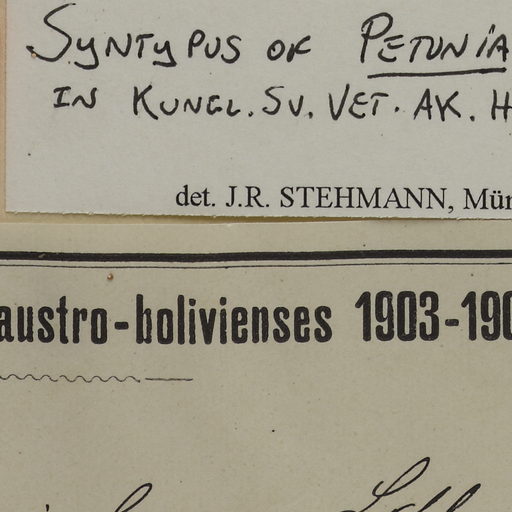 SYNTYPUS OF PETUNIA
IN KUNGL. SV. VET. AK. H
det. J.R. STEHMANN, Mün
austro-bolivienses 1903-190